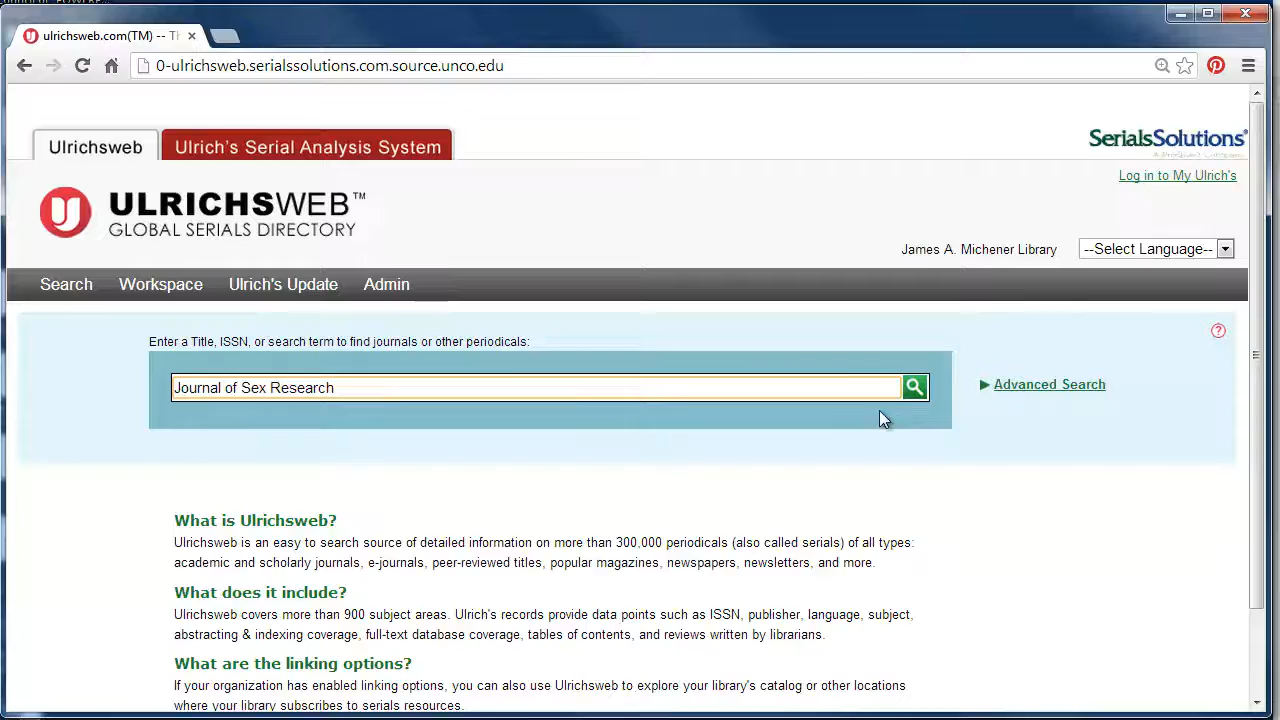 ulrichsweb.com(TM) -- Th
0-ulrichsweb.serialssolutions.com.source.unco.edu
Ulrichsweb
Ulrich's Serial Analysis System
SerialsSolutions
Log in to My Ulrich's
ULRICHSWEB™
GLOBAL SERIALS DIRECTORY
James A. Michener Library
--Select Language--
Search Workspace Ulrich's Update Admin
Enter a Title, ISSN, or search term to find journals or other periodicals:
Journal of Sex Research
Advanced Search
What is Ulrichsweb?
Ulrichsweb is an easy to search source of detailed information on more than 300,000 periodicals (also called serials) of all types:
academic and scholarly journals, e-journals, peer-reviewed titles, popular magazines, newspapers, newsletters, and more.
What does it include?
Ulrichsweb covers more than 900 subject areas. Ulrich's records provide data points such as ISSN, publisher, language, subject,
abstracting & indexing coverage, full-text database coverage, tables of contents, and reviews written by librarians.
What are the linking options?
If your organization has enabled linking options, you can also use Ulrichsweb to explore your library's catalog or other locations
where your library subscribes to serials resources.